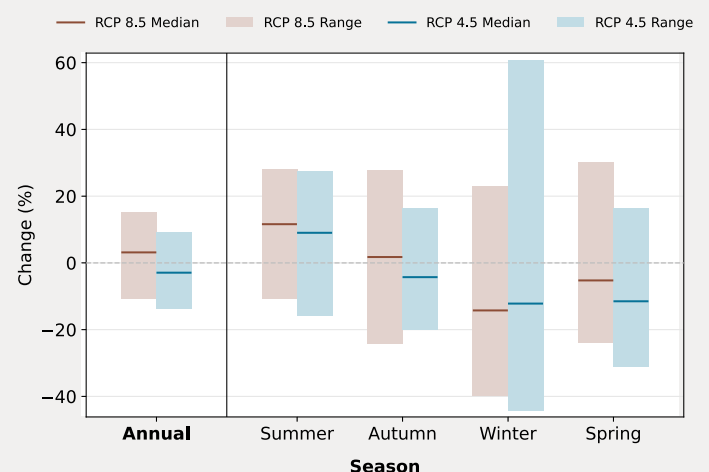 RCP 8.5 Median RCP 8.5 Range RCP 4.5 Median RCP 4.5 Range
60
40
20
0
−20
−40
Change (%)
Annual Summer Autumn Winter Spring
Season